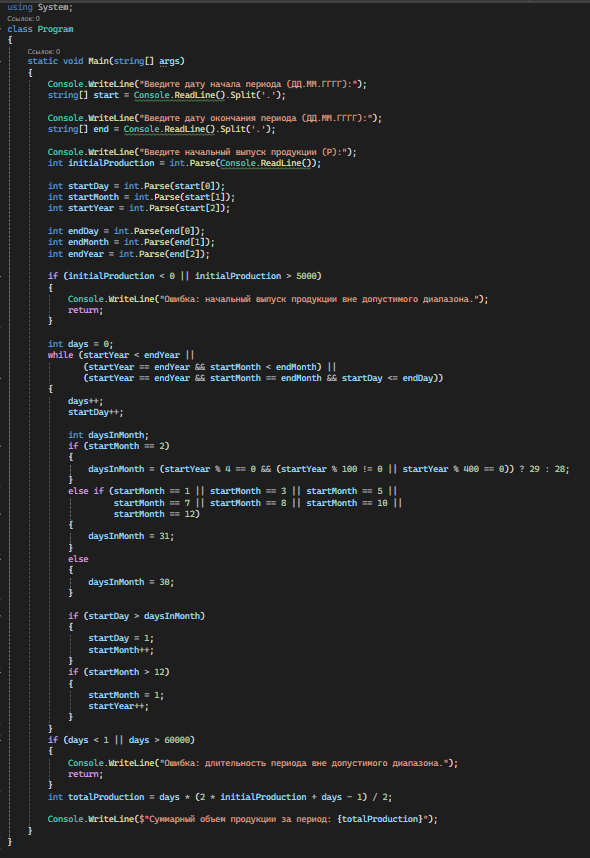 using System;
Ссылок: 0
class Program
{
Ссылок: 0
static void Main(string[] args)
{
Console.WriteLine("Введите дату начала периода (ДД.ММ.ГГГГ):");
string[] start = Console.ReadLine().Split('.');
Console.WriteLine("Введите дату окончания периода (ДД.ММ.ГГГГ):");
string[] end = Console.ReadLine().Split('.');
Console.WriteLine("Введите начальный выпуск продукции (P):");
int initialProduction = int.Parse(Console.ReadLine());
int startDay = int.Parse(start[0]);
int startMonth = int.Parse(start[1]);
int startYear = int.Parse(start[2]);
int endDay = int.Parse(end[0]);
int endMonth = int.Parse(end[1]);
int endYear = int.Parse(end[2]);
if (initialProduction < 0 || initialProduction > 5000)
{
Console.WriteLine("Ошибка: начальный выпуск продукции вне допустимого диапазона.");
return;
}
int days = 0;
while (startYear < endYear ||
(startYear == endYear && startMonth < endMonth) ||
(startYear == endYear && startMonth == endMonth && startDay <= endDay))
{
days++;
startDay++;
int daysInMonth;
if (startMonth == 2)
{
daysInMonth = (startYear % 4 == 0 && (startYear % 100 != 0 || startYear % 400 == 0)) ? 29 : 28;
}
else if (startMonth == 1 || startMonth == 3 || startMonth == 5 ||
startMonth == 7 || startMonth == 8 || startMonth == 10 ||
startMonth == 12)
{
daysInMonth = 31;
}
else
{
daysInMonth = 30;
}
if (startDay > daysInMonth)
{
startDay = 1;
startMonth++;
}
if (startMonth > 12)
{
startMonth = 1;
startYear++;
}
}
if (days < 1 || days > 60000)
{
Console.WriteLine("Ошибка: длительность периода вне допустимого диапазона.");
return;
}
int totalProduction = days * (2 * initialProduction + days - 1) / 2;
Console.WriteLine($"Суммарный объем продукции за период: {totalProduction}");
}
}